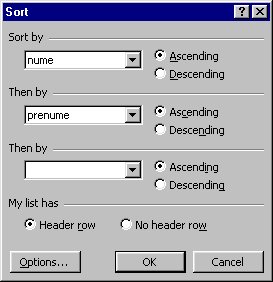 Sort
Sort by
nume
Ascending
Descending
Then by
prenume
Ascending
Descending
Then by
Ascending
Descending
My list has
Header row
No header row
Options...
OK
Cancel